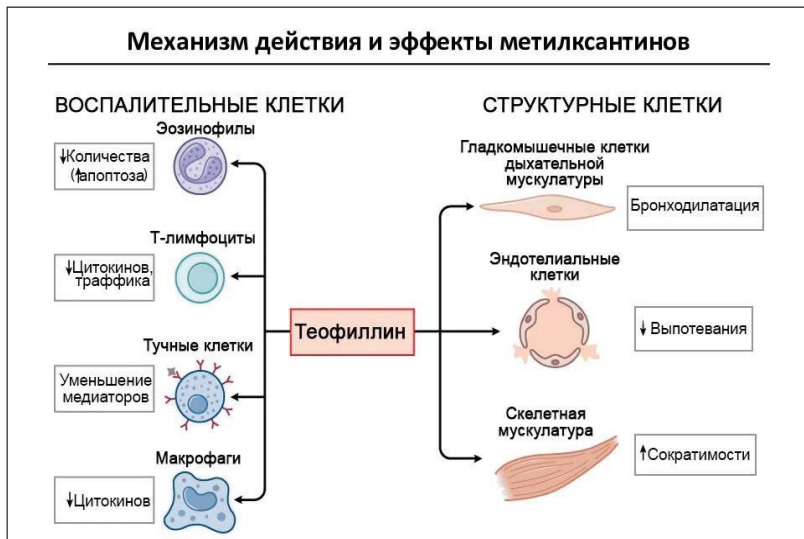 Механизм действия и эффекты метилксантинов
ВОСПАЛИТЕЛЬНЫЕ КЛЕТКИ
Эозинофилы
↓Количества
(↑апоптоза)
Т-лимфоциты
↓Цитокинов,
траффика
Тучные клетки
Уменьшение
медиаторов
Макрофаги
↓Цитокинов
Теофиллин
СТРУКТУРНЫЕ КЛЕТКИ
Гладкомышечные клетки
дыхательной
мускулатуры
Бронходилатация
Эндотелиальные
клетки
↓ Выпотевания
Скелетная
мускулатура
↑Сократимости